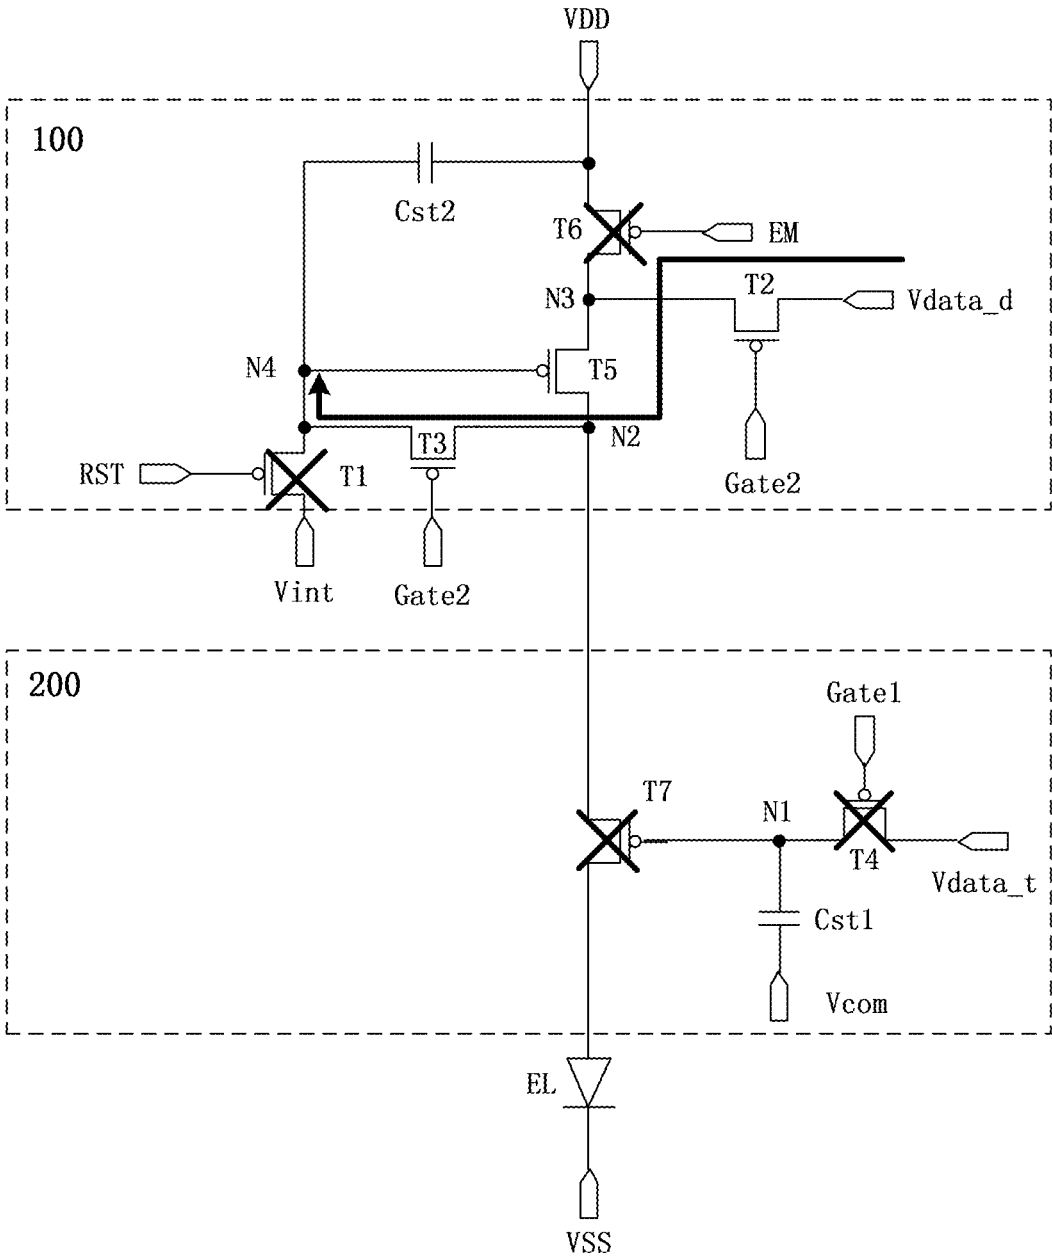 VDD
100
Cst2
T6
EM
T2
N3
Vdata_d
N4
T5
T3
N2
RST
T1
Gate2
Vint
Gate2
200
Gate1
T7
N1
T4
Vdata_t
Cst1
Vcom
EL
VSS